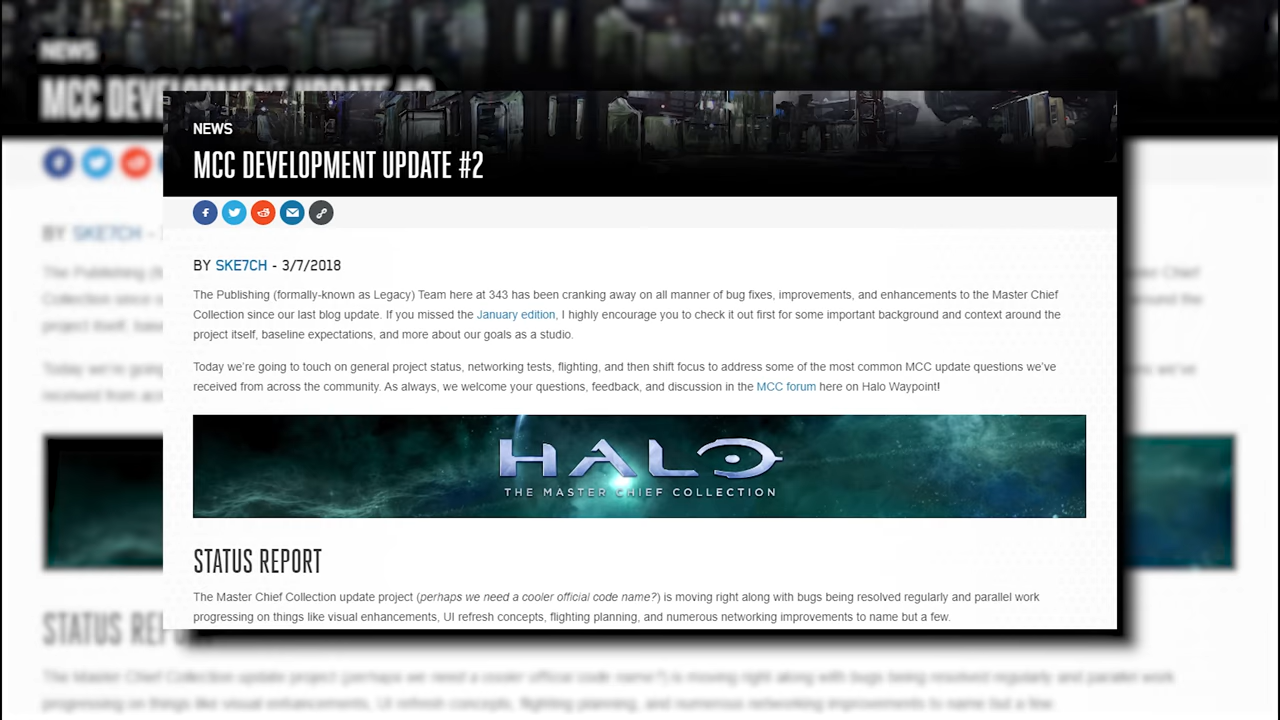 NEWS
MCC DEVELOPMENT UPDATE #2
BY SKE7CH - 3/7/2018
The Publishing (formally-known as Legacy) Team here at 343 has been cranking away on all manner of bug fixes, improvements, and enhancements to the Master Chief
Collection since our last blog update. If you missed the January edition, I highly encourage you to check it out first for some important background and context around the
project itself, baseline expectations, and more about our goals as a studio.
Today we're going to touch on general project status, networking tests, flighting, and then shift focus to address some of the most common MCC update questions we've
received from across the community. As always, we welcome your questions, feedback, and discussion in the MCC forum here on Halo Waypoint!
HALO
THE MASTER CHIEF COLLECTION
STATUS REPORT
The Master Chief Collection update project (perhaps we need a cooler official code name?) is moving right along with bugs being resolved regularly and parallel work
progressing on things like visual enhancements, UI refresh concepts, flighting planning, and numerous networking improvements to name but a few.